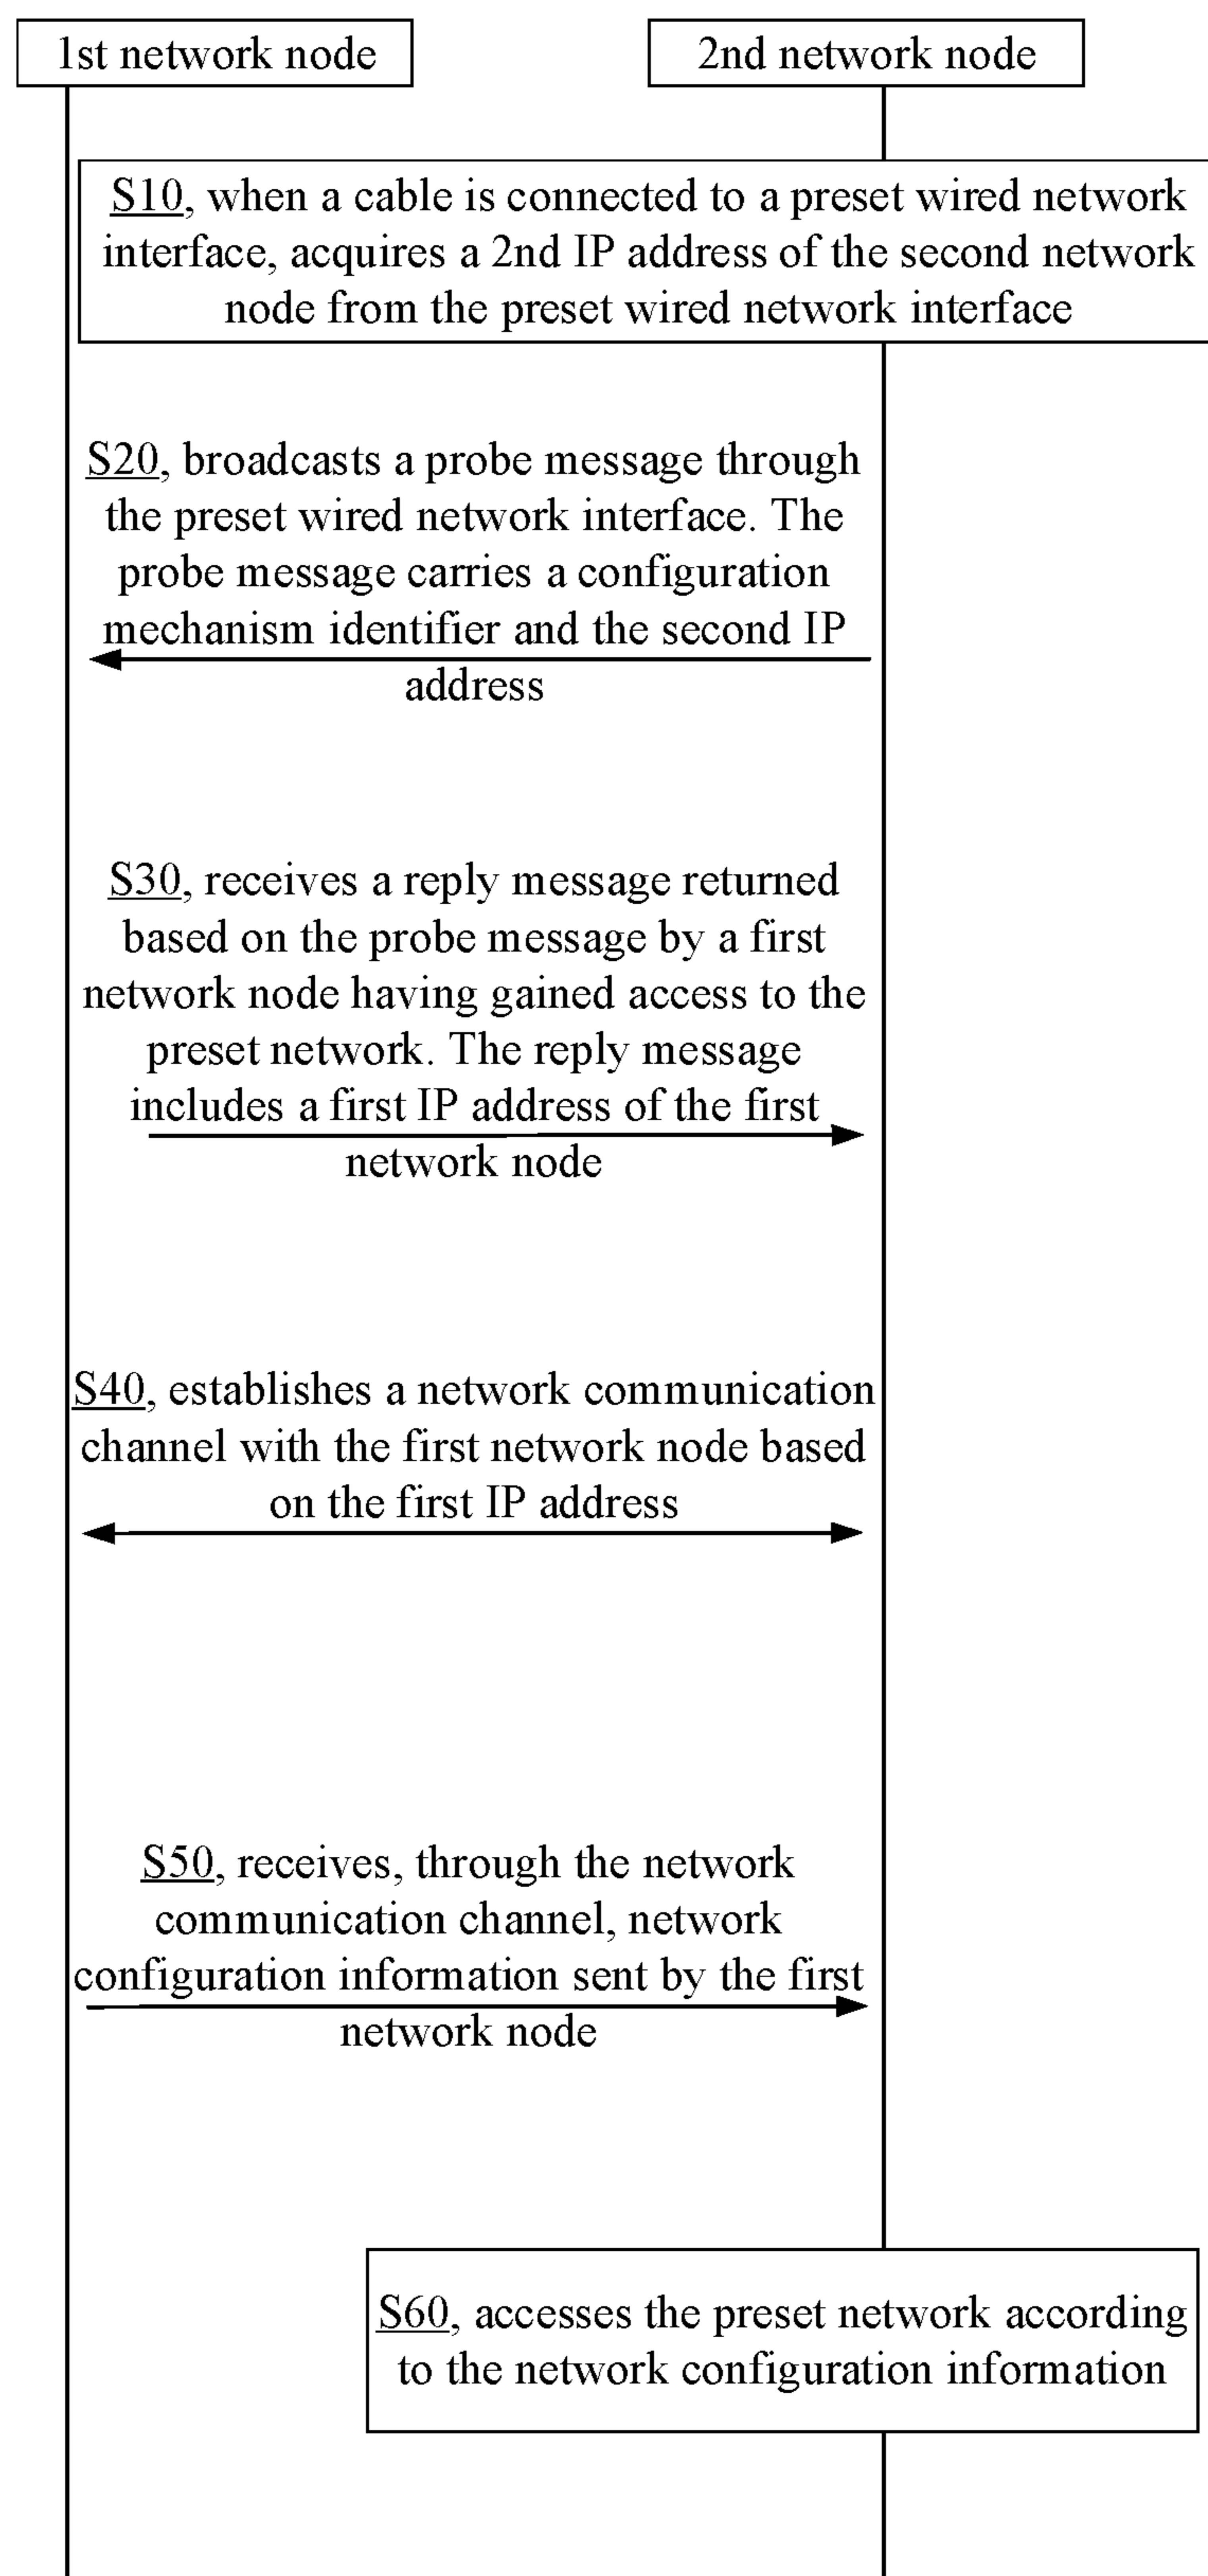 1st network node
2nd network node
S10, when a cable is connected to a preset wired network
interface, acquires a 2nd IP address of the second network
node from the preset wired network interface
S20, broadcasts a probe message through
the preset wired network interface. The
probe message carries a configuration
mechanism identifier and the second IP
address
S30, receives a reply message returned
based on the probe message by a first
network node having gained access to the
preset network. The reply message
includes a first IP address of the first
network node
S40, establishes a network communication
channel with the first network node based
on the first IP address
S50, receives, through the network
communication channel, network
configuration information sent by the first
network node
S60, accesses the preset network according
to the network configuration information